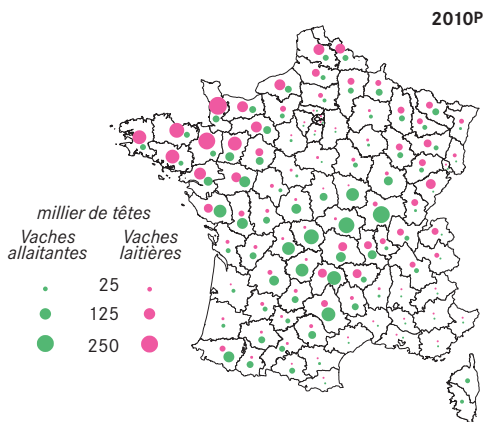 2010P
millier de têtes
Vaches allaitantes
Vaches laitières
25
125
250